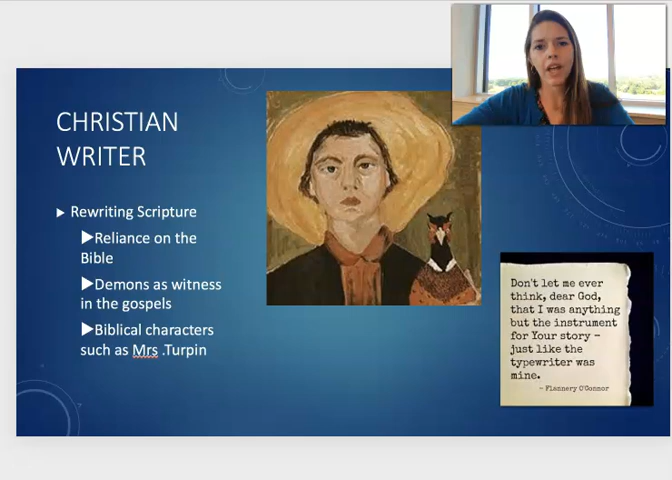 CHRISTIAN
WRITER
Rewriting Scripture
Reliance on the
Bible
Demons as witness
in the gospels
Biblical characters
such as Mrs .Turpin
Don't let me ever
think, dear God,
that I was anything
but the instrument
for Your story –
just like the
typewriter was
mine.
– Flannery O'Connor